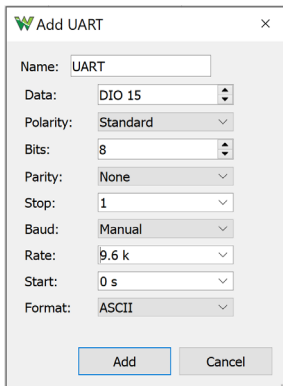 Add UART
Name: UART
Data: DIO 15
Polarity: Standard
Bits: 8
Parity: None
Stop: 1
Baud: Manual
Rate: 9.6 k
Start: 0 s
Format: ASCII
Add Cancel